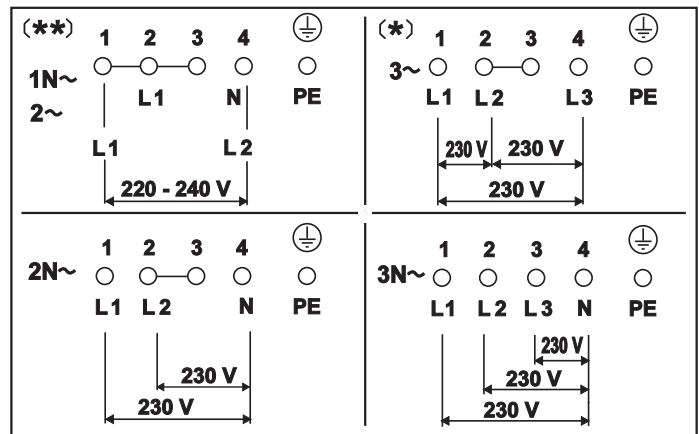 (**) 1 2 3 4
1N~
2~
L1 N PE
L1 L2
220 - 240 V
(*) 1 2 3 4
3~
L1 L2 L3 PE
230 V 230 V
230 V
1 2 3 4
2N~
L1 L2 N PE
230 V
230 V
1 2 3 4
3N~
L1 L2 L3 N PE
230 V
230 V
230 V